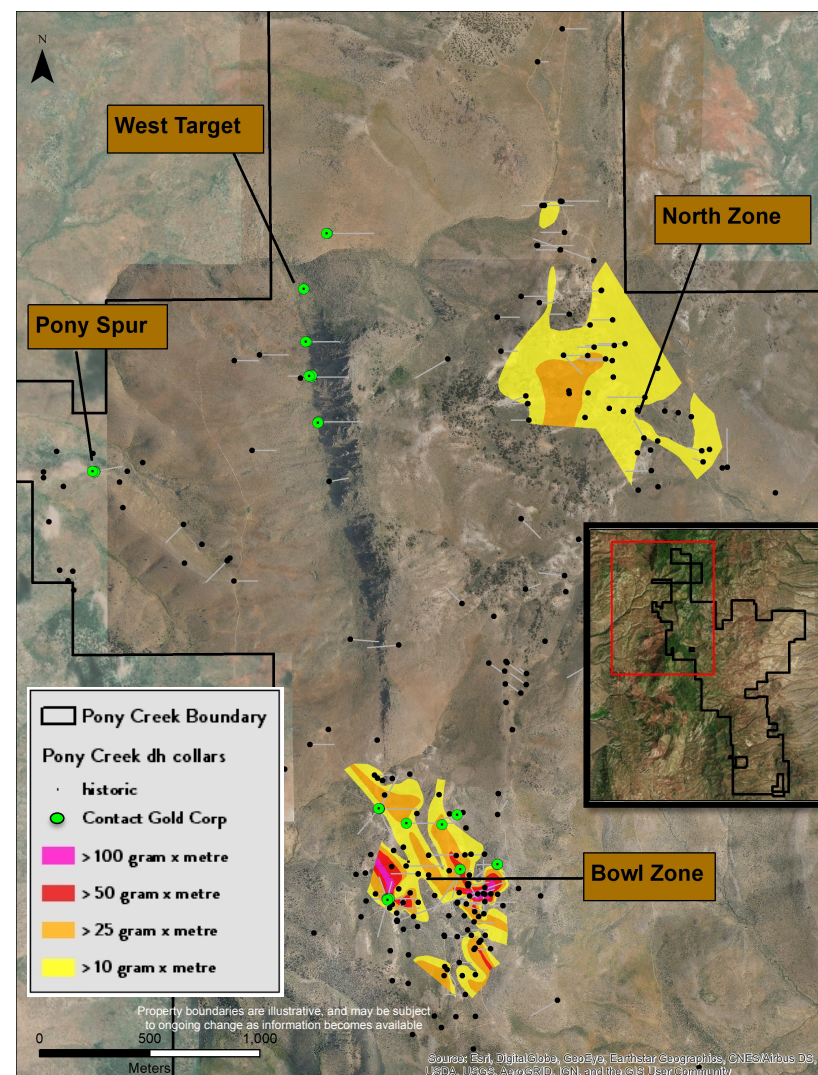 N
West Target
North Zone
Pony Spur
Pony Creek Boundary
Pony Creek dh collars
historic
Contact Gold Corp
>100 gram x metre
>50 gram x metre
>25 gram x metre
>10 gram x metre
Bowl Zone
Property boundaries are illustrative, and may be subject
to ongoing change as information becomes available
0 500 1,000
Meters
Source: Esri, DigitalGlobe, GeoEye, Earthstar Geographics, CNES/Airbus DS,
USDA, USGS, AeroGRID, IGN, and the GIS User Community